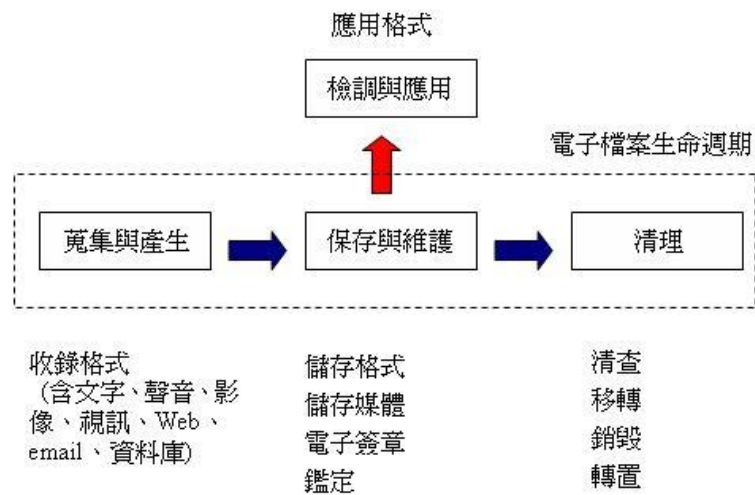 應用格式
檢調與應用
電子檔案生命週期
蒐集與產生
保存與維護
清理
收錄格式
(含文字、聲音、影
像、視訊、Web、
email、資料庫)
儲存格式
儲存媒體
電子簽章
鑑定
清查
移轉
銷毀
轉置